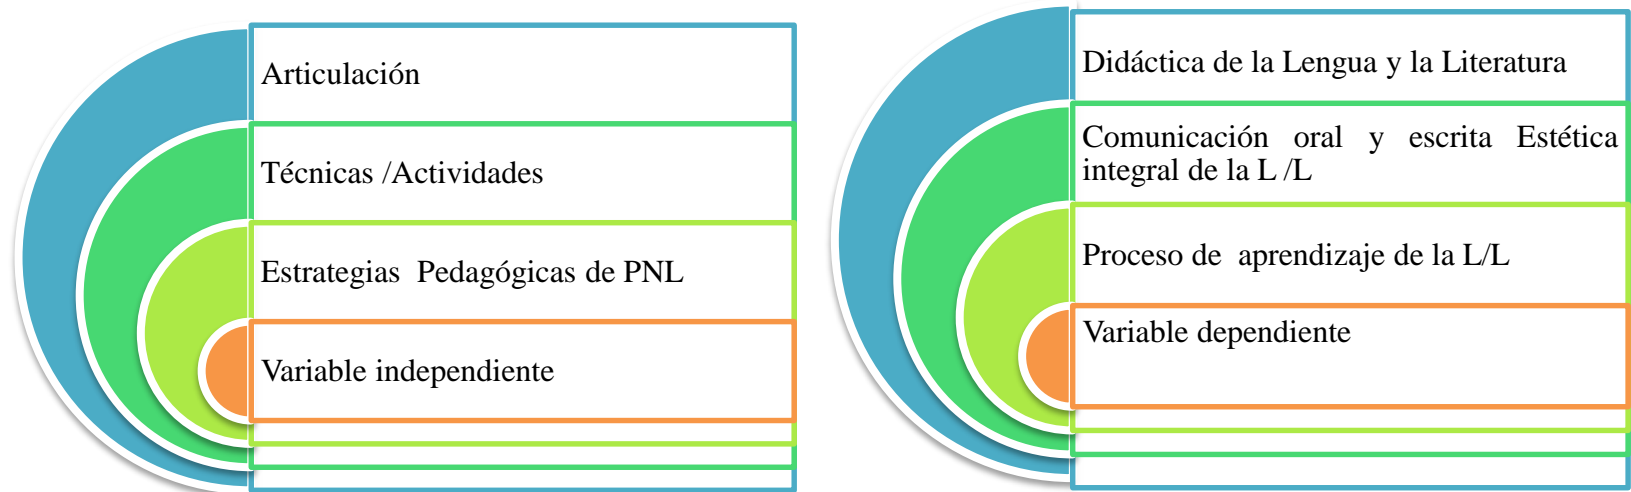 Articulación
Técnicas /Actividades
Estrategias Pedagógicas de PNL
Variable independiente
Didáctica de la Lengua y la Literatura
Comunicación oral y escrita Estética
integral de la L /L
Proceso de aprendizaje de la L/L
Variable dependiente